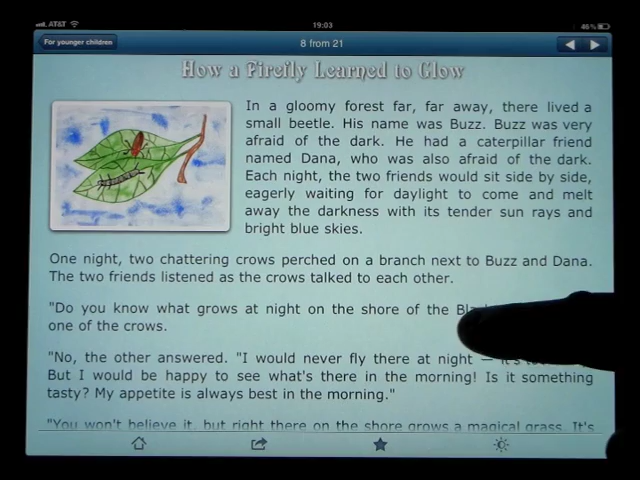 AT&T 19:03 46%
For younger children 8 from 21
How a Firefly Learned to Glow
In a gloomy forest far, far away, there lived a
small beetle. His name was Buzz. Buzz was very
afraid of the dark. He had a caterpillar friend
named Dana, who was also afraid of the dark.
Each night, the two friends would sit side by side,
eagerly waiting for daylight to come and melt
away the darkness with its tender sun rays and
bright blue skies.
One night, two chattering crows perched on a branch next to Buzz and Dana.
The two friends listened as the crows talked to each other.
"Do you know what grows at night on the shore of the
one of the crows.
"No, the other answered. "I would never fly there at night — it's
But I would be happy to see what's there in the morning! Is it something
tasty? My appetite is always best in the morning."
"You won't believe it, but right there on the shore grows a magical grass. It's